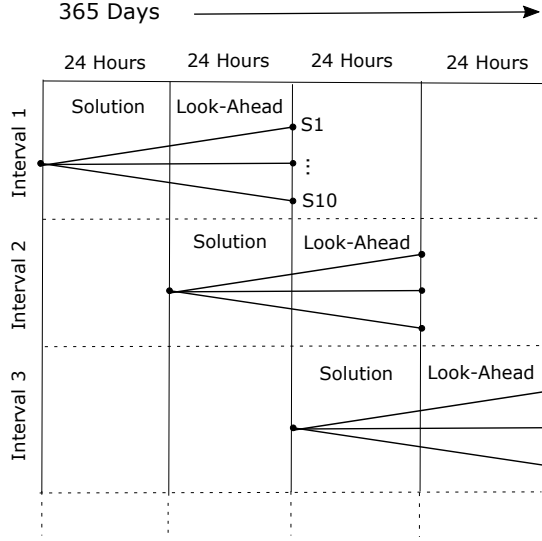 365 Days
24 Hours 24 Hours 24 Hours 24 Hours
Interval 1
Solution Look-Ahead
S1
⋮
S10
Interval 2
Solution Look-Ahead
Interval 3
Solution Look-Ahead